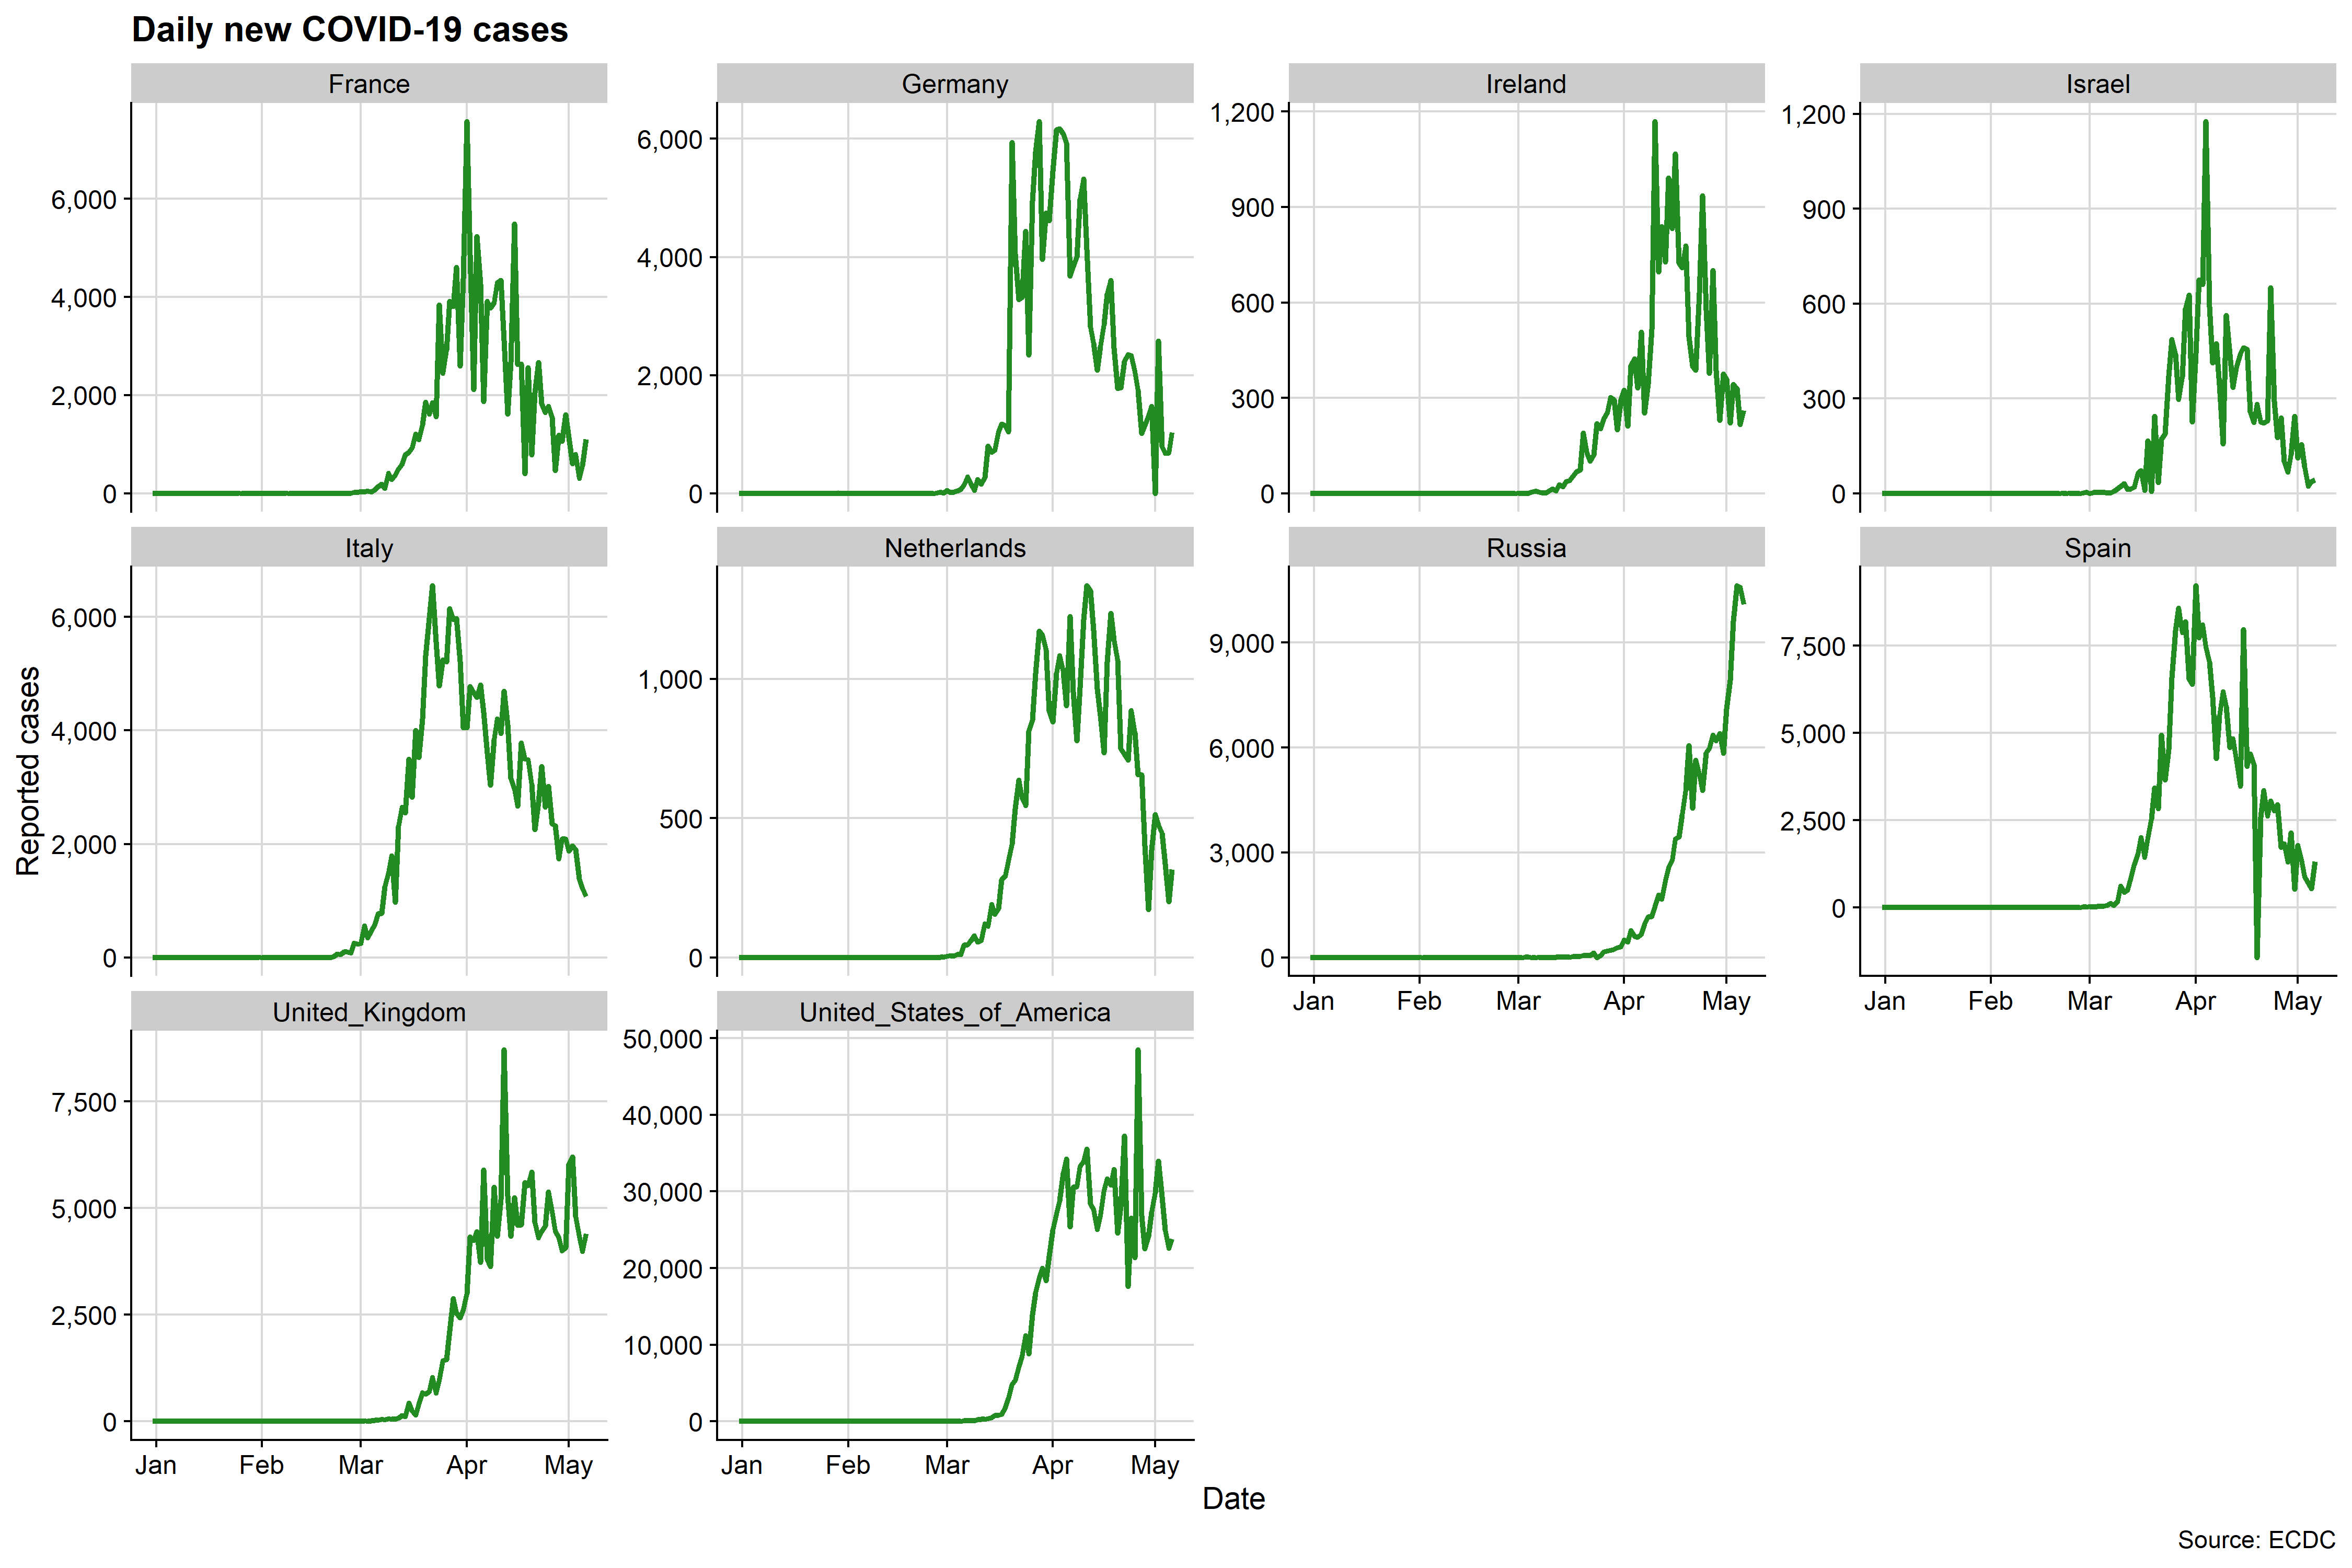 Daily new COVID-19 cases
France
Germany
Ireland
Israel
6,000
4,000
2,000
0
6,000
4,000
2,000
0
1,200
900
600
300
0
1,200
900
600
300
0
Italy
Netherlands
Russia
Spain
Reported cases
6,000
4,000
2,000
0
1,000
500
0
9,000
6,000
3,000
0
7,500
5,000
2,500
0
Jan Feb Mar Apr May
Jan Feb Mar Apr May
United_Kingdom
United_States_of_America
7,500
5,000
2,500
0
50,000
40,000
30,000
20,000
10,000
0
Jan Feb Mar Apr May
Jan Feb Mar Apr May
Date
Source: ECDC